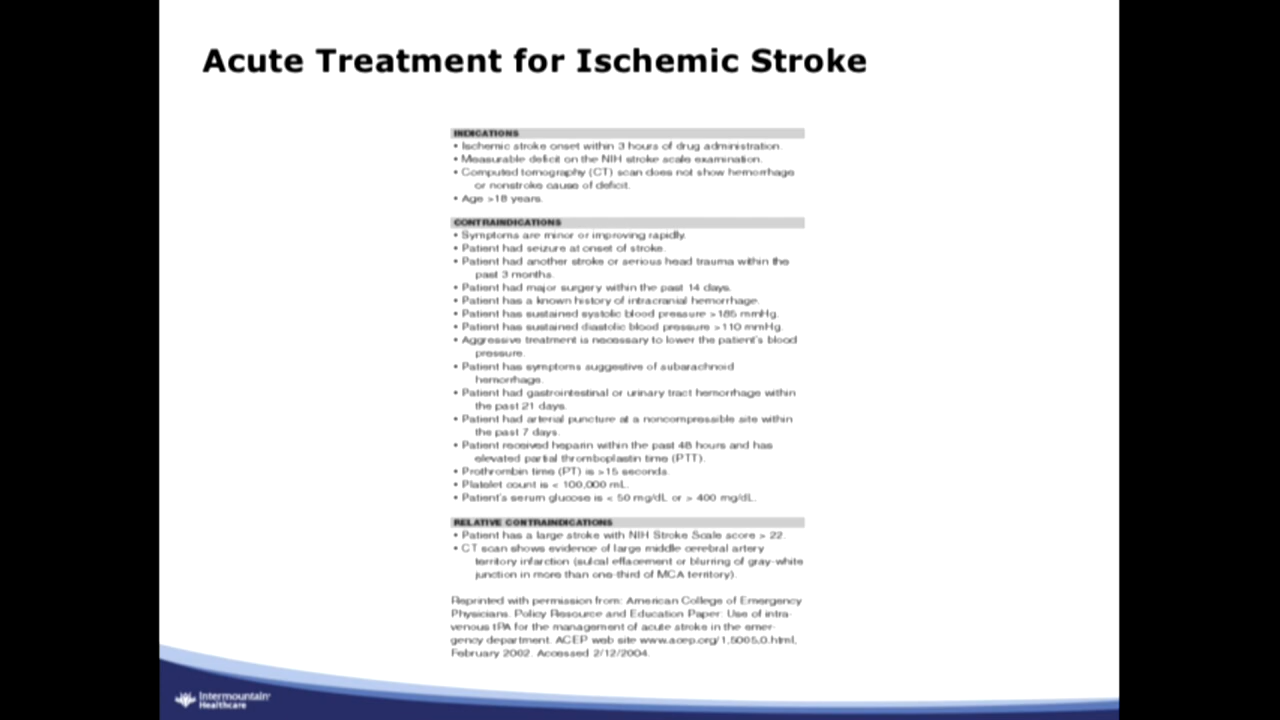 Acute Treatment for Ischemic Stroke
INDICATIONS
• Ischemic stroke onset within 3 hours of drug administration.
• Measurable deficit on the NIH stroke scale examination.
• Computed tomography (CT) scan does not show hemorrhage
or nonstroke cause of deficit.
• Age >18 years.
CONTRAINDICATIONS
• Symptoms are minor or improving rapidly.
• Patient had seizure at onset of stroke.
• Patient had another stroke or serious head trauma within the
past 3 months.
• Patient had major surgery within the past 14 days.
• Patient has a known history of intracranial hemorrhage.
• Patient has sustained systolic blood pressure >185 mmHg.
• Patient has sustained diastolic blood pressure >110 mmHg.
• Aggressive treatment is necessary to lower the patient's blood
pressure.
• Patient has symptoms suggestive of subarachnoid
hemorrhage.
• Patient had gastrointestinal or urinary tract hemorrhage within
the past 21 days.
• Patient had arterial puncture at a noncompressible site within
the past 7 days.
• Patient received heparin within the past 48 hours and has
elevated partial thromboplastin time (PTT).
• Prothrombin time (PT) is >15 seconds.
• Platelet count is < 100,000 mL.
• Patient's serum glucose is < 50 mg/dL or > 400 mg/dL.
RELATIVE CONTRAINDICATIONS
• Patient has a large stroke with NIH Stroke Scale score > 22.
• CT scan shows evidence of large middle cerebral artery
territory infarction (sulcal effacement or blurring of gray-white
junction in more than one-third of MCA territory).
Reprinted with permission from: American College of Emergency
Physicians. Policy Resource and Education Paper: Use of intra-
venous tPA for the management of acute stroke in the emer-
gency department. ACEP web site www.acep.org/1,5005,0.html;
February 2002. Accessed 2/12/2004.
Intermountain
Healthcare